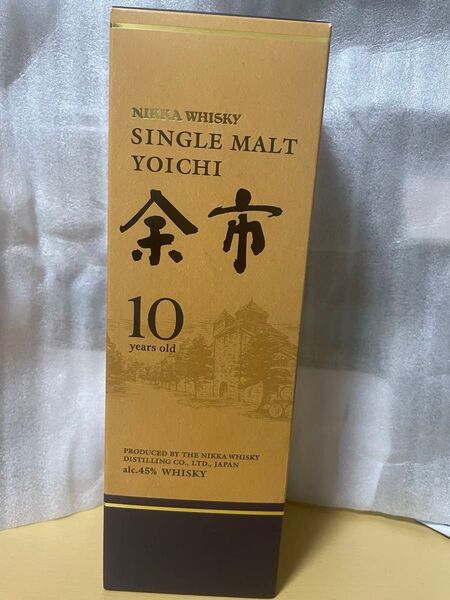 NIKKA WHISKY
SINGLE MALT
YOICHI
余市
10
years old
PRODUCED BY THE NIKKA WHISKY
DISTILLING CO., LTD., JAPAN
alc.45% WHISKY